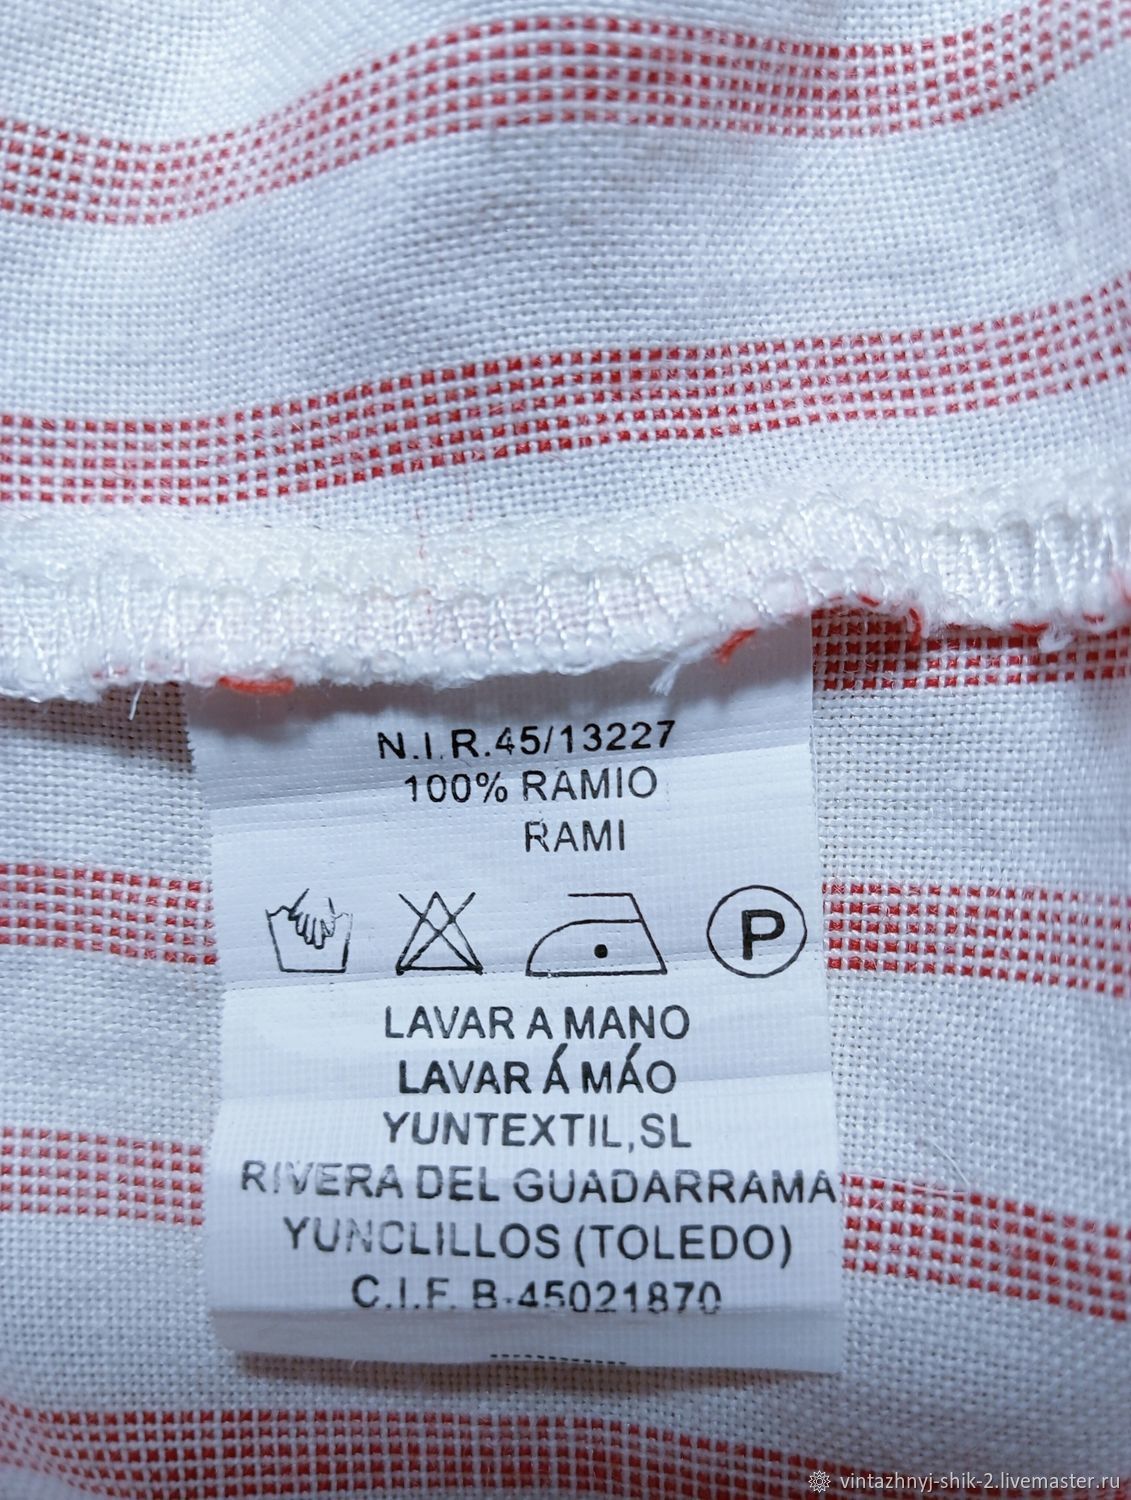 N.I.R.45/13227
100% RAMIO
RAMI
P
LAVAR A MANO
LAVAR Á MÁO
YUNTEXTIL,SL
RIVERA DEL GUADARRAMA
YUNCLILLOS (TOLEDO)
C.I.F. B-45021870
vintazhnyj-shik-2.livemaster.ru